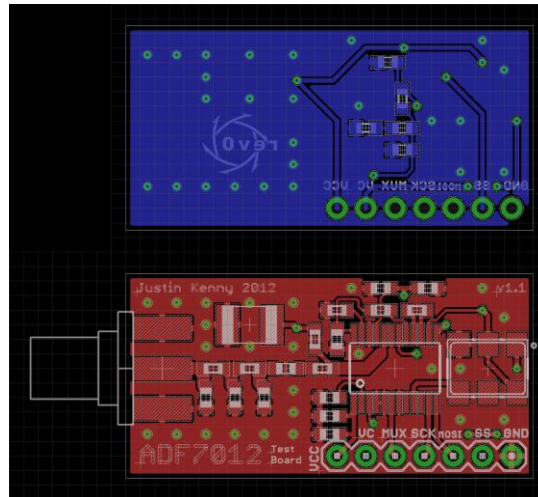 rev0
GND SS MOSI SCK MUX VC VCC
Justin Kenny 2012
v1.1
VCC VC MUX SCK MOSI SS GND
ADF7012 Test
Board